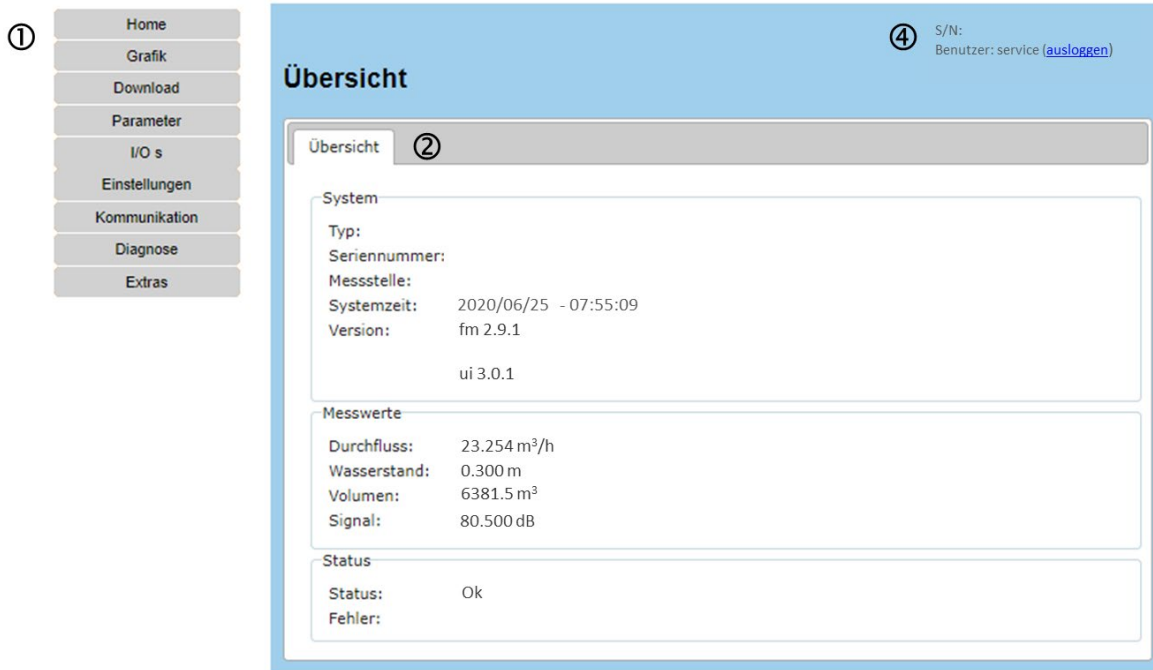 ①
Home
Grafik
Download
Parameter
I/O s
Einstellungen
Kommunikation
Diagnose
Extras
④
S/N:
Benutzer: service (ausloggen)
Übersicht
Übersicht ②
System
Typ:
Seriennummer:
Messstelle:
Systemzeit: 2020/06/25 - 07:55:09
Version: fm 2.9.1
ui 3.0.1
Messwerte
Durchfluss: 23.254 m³/h
Wasserstand: 0.300 m
Volumen: 6381.5 m³
Signal: 80.500 dB
Status
Status: Ok
Fehler: